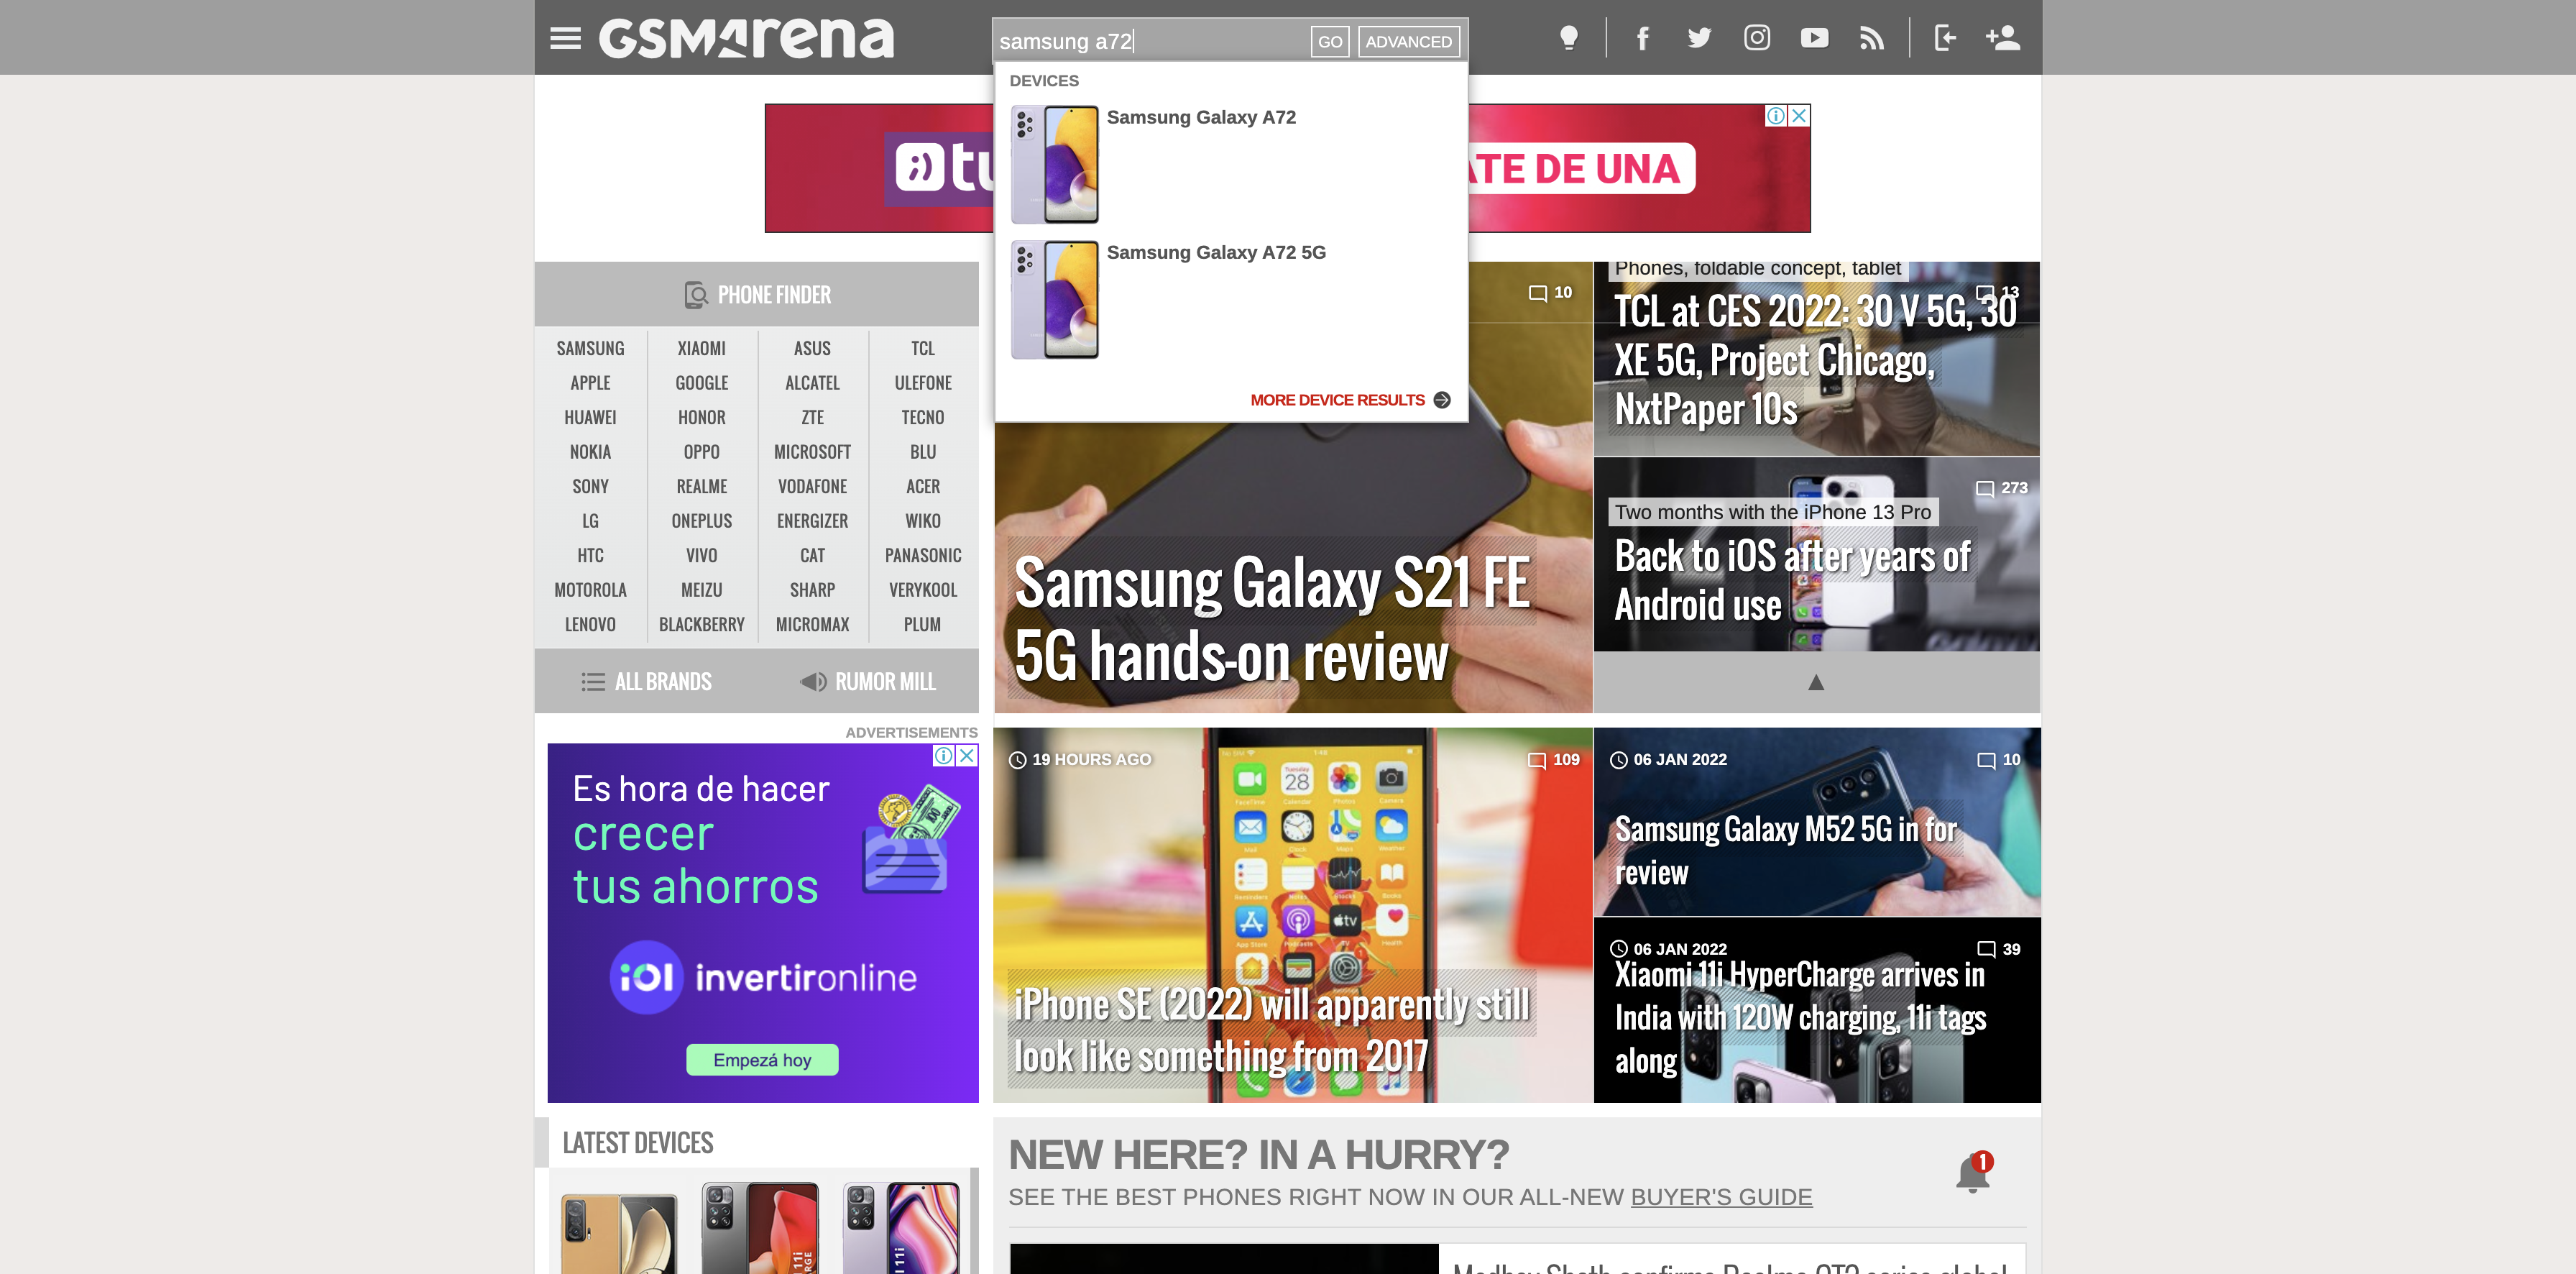 GSMArena
samsung a72
GO
ADVANCED
DEVICES
Samsung Galaxy A72
Samsung Galaxy A72 5G
MORE DEVICE RESULTS
PHONE FINDER
SAMSUNG XIAOMI ASUS TCL
APPLE GOOGLE ALCATEL ULEFONE
HUAWEI HONOR ZTE TECNO
NOKIA OPPO MICROSOFT BLU
SONY REALME VODAFONE ACER
LG ONEPLUS ENERGIZER WIKO
HTC VIVO CAT PANASONIC
MOTOROLA MEIZU SHARP VERYKOOL
LENOVO BLACKBERRY MICROMAX PLUM
ALL BRANDS
RUMOR MILL
10
Samsung Galaxy S21 FE
5G hands-on review
Phones, foldable concept, tablet
13
TCL at CES 2022: 30 V 5G, 30
XE 5G, Project Chicago,
NxtPaper 10s
273
Two months with the iPhone 13 Pro
Back to iOS after years of
Android use
ADVERTISEMENTS
Es hora de hacer
crecer
tus ahorros
iol invertironline
Empezá hoy
19 HOURS AGO
109
iPhone SE (2022) will apparently still
look like something from 2017
06 JAN 2022
10
Samsung Galaxy M52 5G in for
review
06 JAN 2022
39
Xiaomi 11i HyperCharge arrives in
India with 120W charging, 11i tags
along
LATEST DEVICES
11i
11i
NEW HERE? IN A HURRY?
SEE THE BEST PHONES RIGHT NOW IN OUR ALL-NEW BUYER'S GUIDE
1